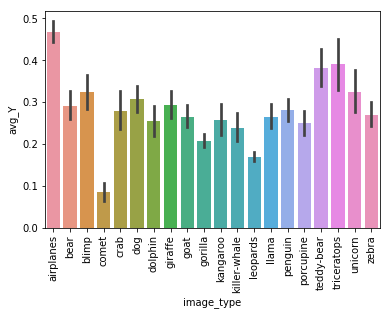 avg_Y
0.5
0.4
0.3
0.2
0.1
0.0
airplanes
bear
blimp
comet
crab
dog
dolphin
giraffe
goat
gorilla
kangaroo
killer-whale
leopards
llama
penguin
porcupine
teddy-bear
triceratops
unicorn
zebra
image_type